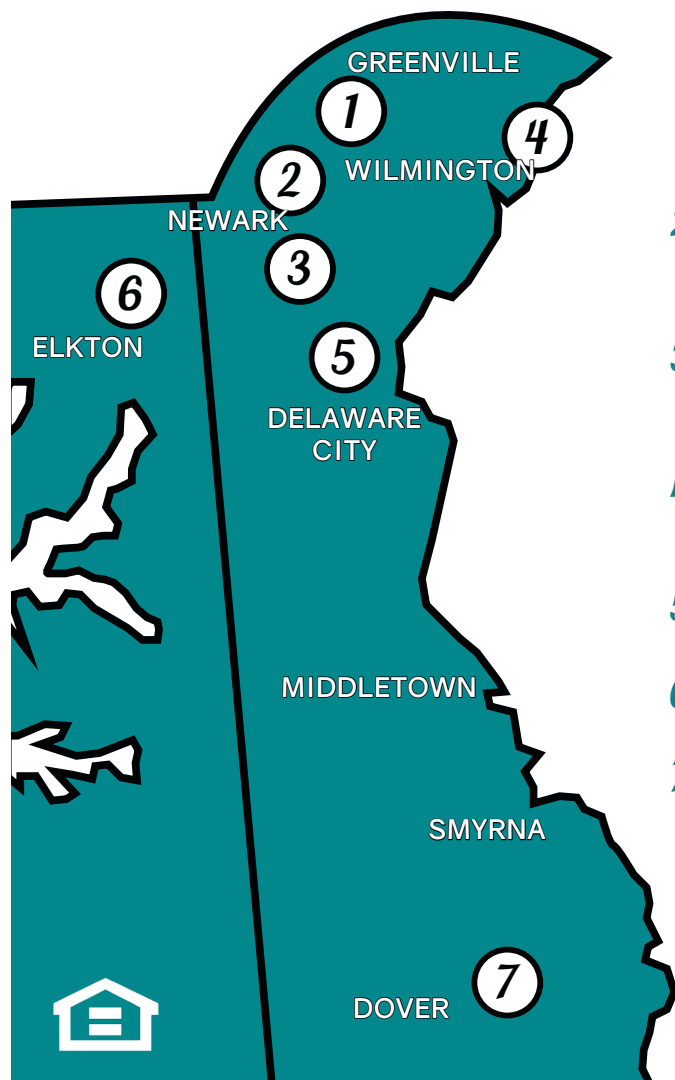 GREENVILLE
1
4
WILMINGTON
2
NEWARK
3
6
ELKTON
5
DELAWARE
CITY
MIDDLETOWN
SMYRNA
7
DOVER